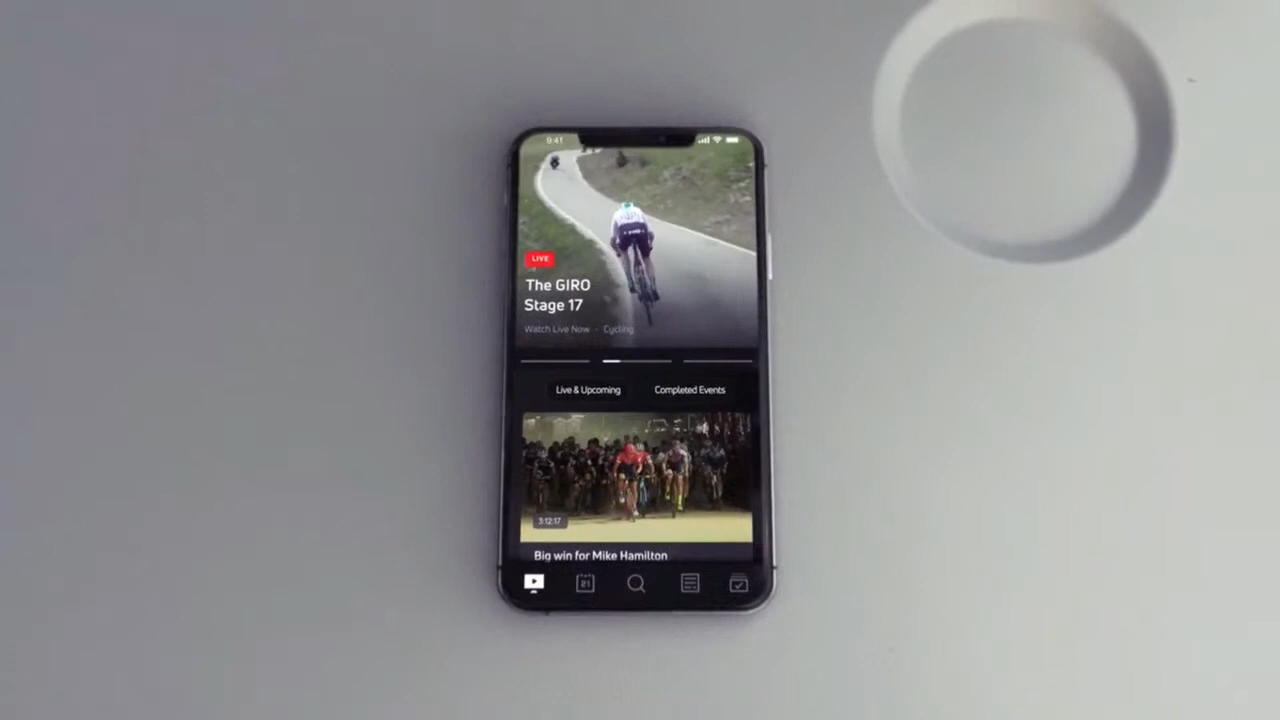 9:41
LIVE
The GIRO
Stage 17
Watch Live Now - Cycling
Live & Upcoming
Completed Events
3:12:17
Big win for Mike Hamilton
21